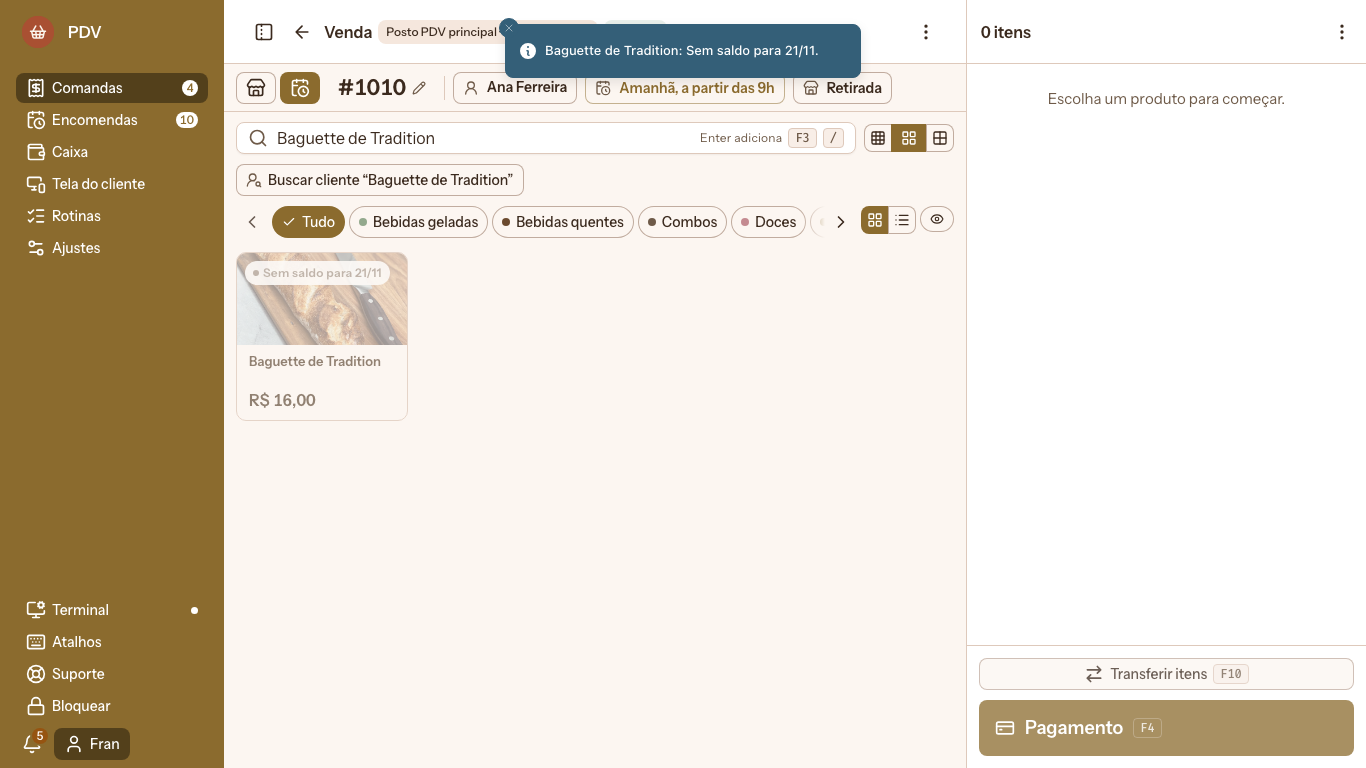 PDV
Comandas 4
Encomendas 10
Caixa
Tela do cliente
Rotinas
Ajustes
Terminal
Atalhos
Suporte
Bloquear
5
Fran
Venda
Posto PDV principal
Baguette de Tradition: Sem saldo para 21/11.
#1010
Ana Ferreira
Amanhã, a partir das 9h
Retirada
Baguette de Tradition
Enter adiciona F3 /
Buscar cliente “Baguette de Tradition”
Tudo
Bebidas geladas
Bebidas quentes
Combos
Doces
Sem saldo para 21/11
Baguette de Tradition
R$ 16,00
0 itens
Escolha um produto para começar.
Transferir itens F10
Pagamento F4